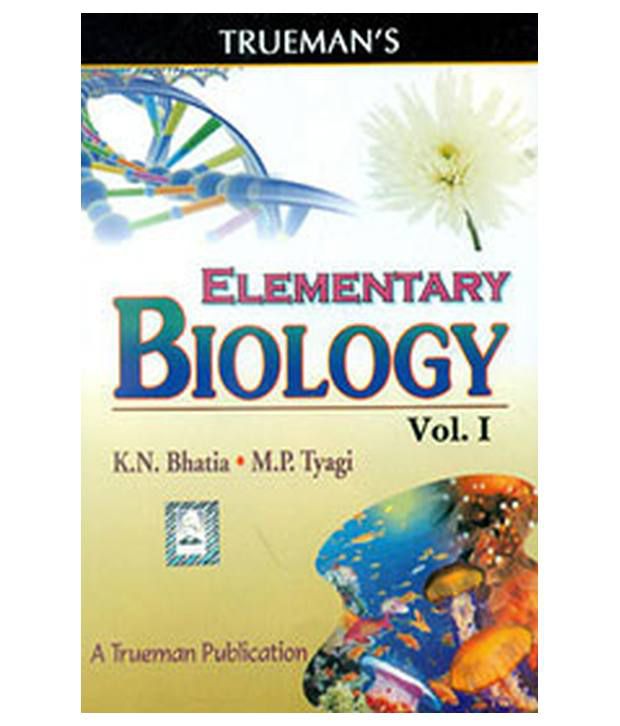 TRUEMAN'S
ELEMENTARY
BIOLOGY
Vol. I
K.N. Bhatia • M.P. Tyagi
A Trueman Publication